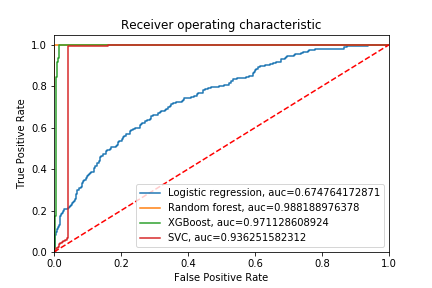 Receiver operating characteristic
1.0
0.8
0.6
0.4
0.2
0.0
True Positive Rate
Logistic regression, auc=0.674764172871
Random forest, auc=0.988188976378
XGBoost, auc=0.971128608924
SVC, auc=0.936251582312
0.0 0.2 0.4 0.6 0.8 1.0
False Positive Rate